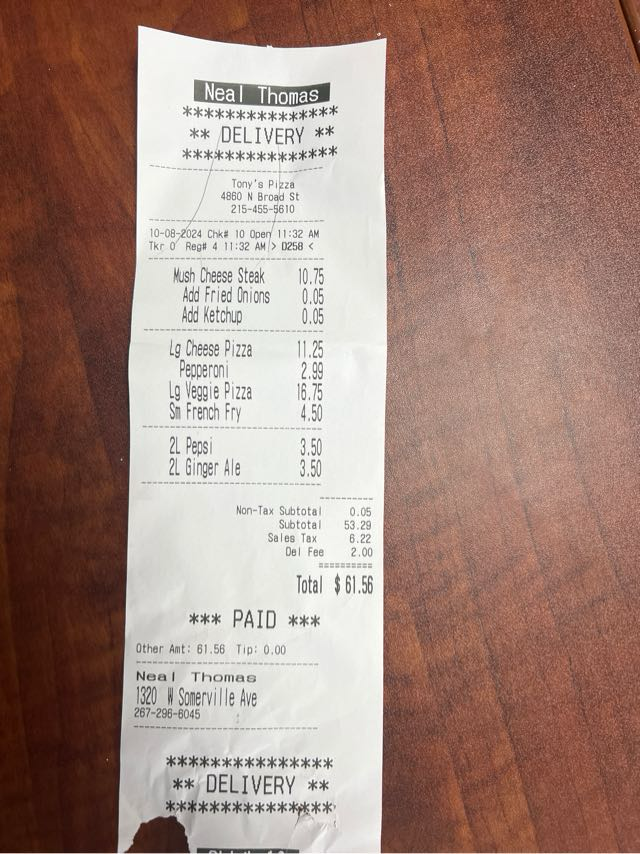 Neal Thomas
***************
** DELIVERY **
***************
Tony's Pizza
4860 N Broad St
215-455-5610
10-08-2024 Chk# 10 Open 11:32 AM
Tkr 0 Reg# 4 11:32 AM > D258 <
Mush Cheese Steak 10.75
Add Fried Onions 0.05
Add Ketchup 0.05
Lg Cheese Pizza 11.25
Pepperoni 2.99
Lg Veggie Pizza 16.75
Sm French Fry 4.50
2L Pepsi 3.50
2L Ginger Ale 3.50
Non-Tax Subtotal 0.05
Subtotal 53.29
Sales Tax 6.22
Del Fee 2.00
==========
Total $ 61.56
*** PAID ***
Other Amt: 61.56 Tip: 0.00
Neal Thomas
1320 W Somerville Ave
267-296-6045
***************
** DELIVERY **
***************